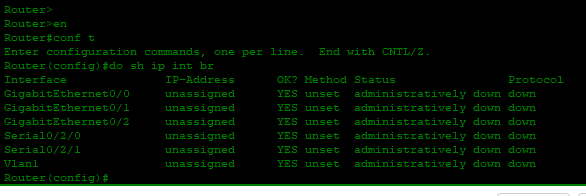 Router>
Router>en
Router#conf t
Enter configuration commands, one per line.  End with CNTL/Z.
Router(config)#do sh ip int br
Interface              IP-Address      OK? Method Status                Protocol
GigabitEthernet0/0     unassigned      YES unset  administratively down down
GigabitEthernet0/1     unassigned      YES unset  administratively down down
GigabitEthernet0/2     unassigned      YES unset  administratively down down
Serial0/2/0            unassigned      YES unset  administratively down down
Serial0/2/1            unassigned      YES unset  administratively down down
Vlan1                  unassigned      YES unset  administratively down down
Router(config)#